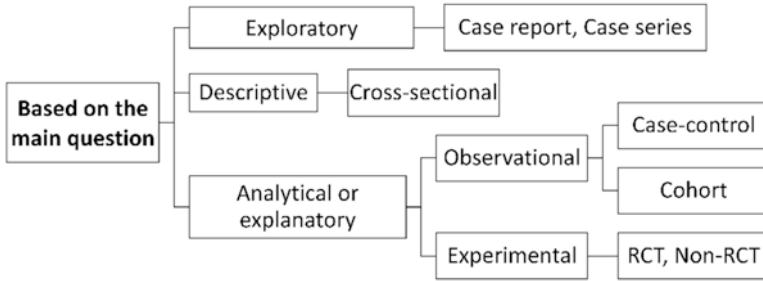 Based on the
main question
Exploratory
Case report, Case series
Descriptive
Cross-sectional
Analytical or
explanatory
Observational
Case-control
Cohort
Experimental
RCT, Non-RCT